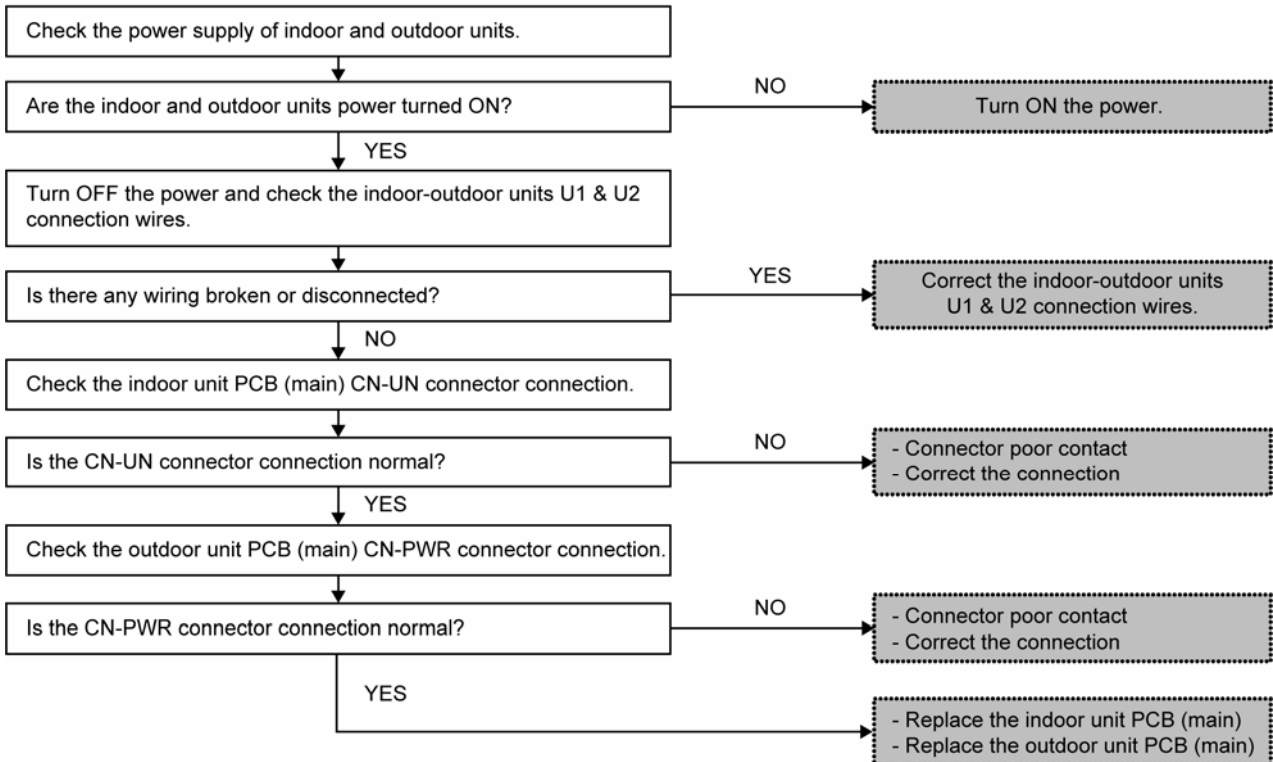 Check the power supply of indoor and outdoor units.
Are the indoor and outdoor units power turned ON?
NO
Turn ON the power.
YES
Turn OFF the power and check the indoor-outdoor units U1 & U2
connection wires.
Is there any wiring broken or disconnected?
YES
Correct the indoor-outdoor units
U1 & U2 connection wires.
NO
Check the indoor unit PCB (main) CN-UN connector connection.
Is the CN-UN connector connection normal?
NO
- Connector poor contact
- Correct the connection
YES
Check the outdoor unit PCB (main) CN-PWR connector connection.
Is the CN-PWR connector connection normal?
NO
- Connector poor contact
- Correct the connection
YES
- Replace the indoor unit PCB (main)
- Replace the outdoor unit PCB (main)